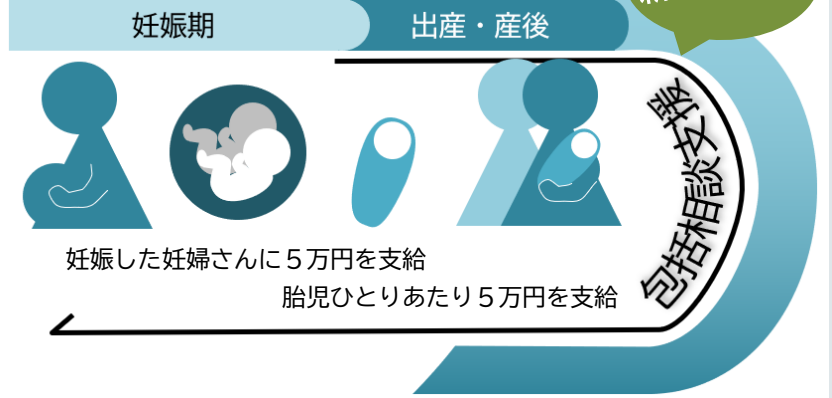 妊娠期
出産・産後
妊娠した妊婦さんに５万円を支給
胎児ひとりあたり５万円を支給
包括相談支援